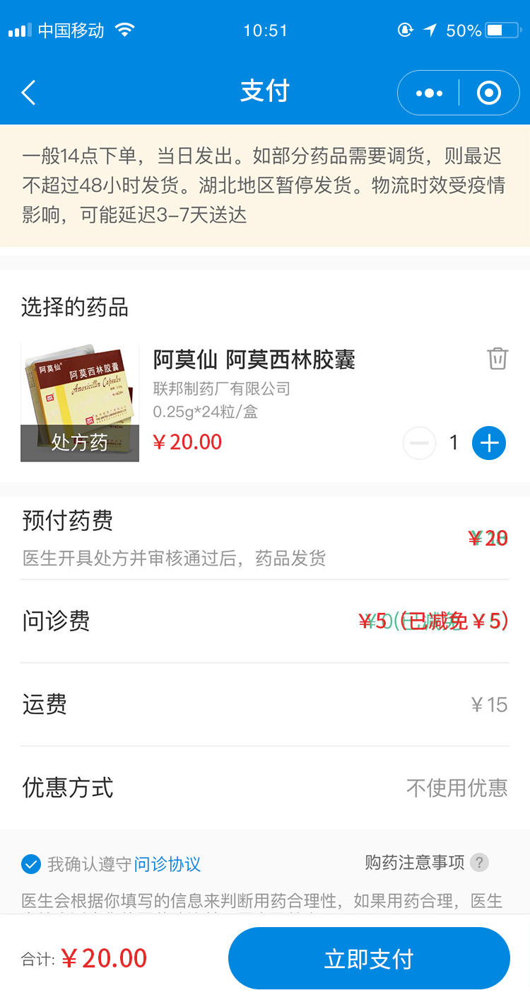 中国移动
10:51
50%
支付
一般14点下单，当日发出。如部分药品需要调货，则最迟
不超过48小时发货。湖北地区暂停发货。物流时效受疫情
影响，可能延迟3-7天送达
选择的药品
阿莫仙
阿莫西林胶囊
Amoxicillin Capsules
处方药
阿莫仙 阿莫西林胶囊
联邦制药厂有限公司
0.25g*24粒/盒
￥20.00
1
预付药费
￥20
医生开具处方并审核通过后，药品发货
问诊费
￥5（已减免￥5）
运费
￥15
优惠方式
不使用优惠
我确认遵守问诊协议
购药注意事项 ?
医生会根据你填写的信息来判断用药合理性，如果用药合理，医生
合计:￥20.00
立即支付